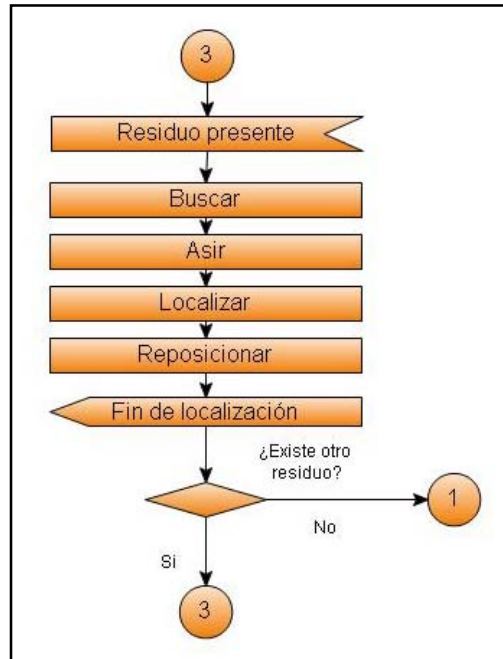 3
Residuo presente
Buscar
Asir
Localizar
Reposicionar
Fin de localización
¿Existe otro
residuo?
1
No
Si
3